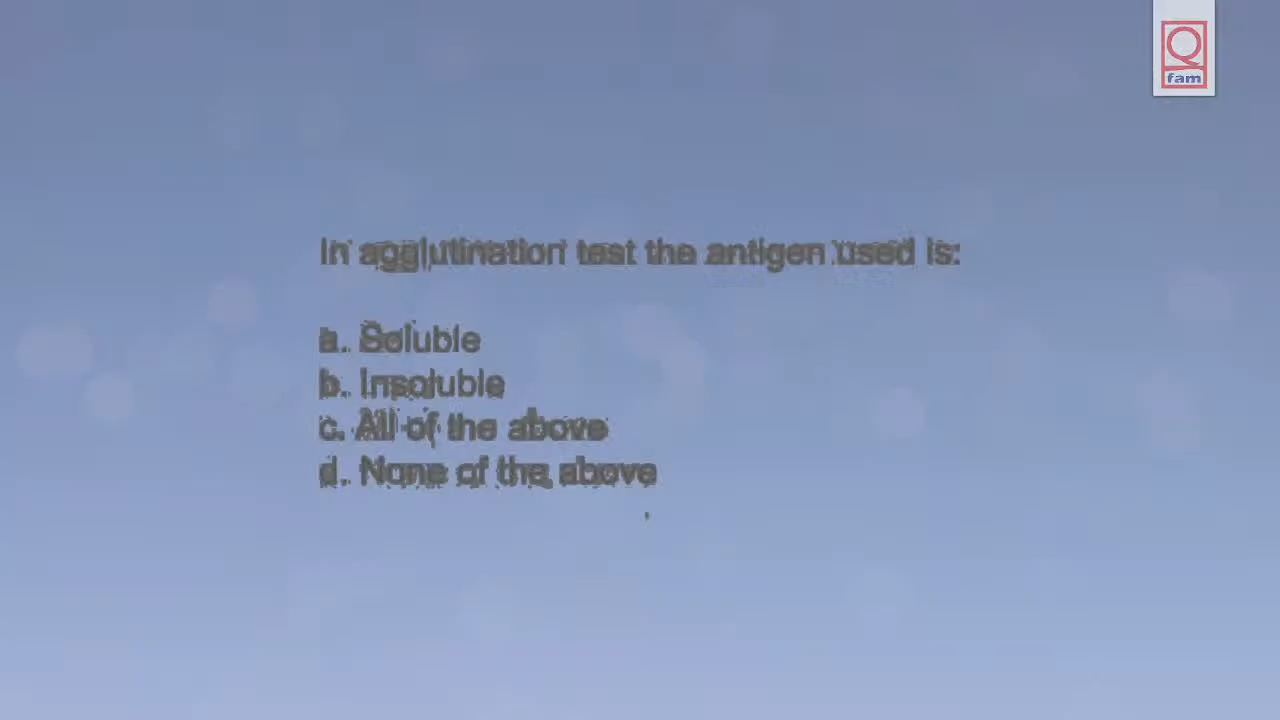 Q
fam
In agglutination test the antigen used is:
a. Soluble
b. Insoluble
c. All of the above
d. None of the above